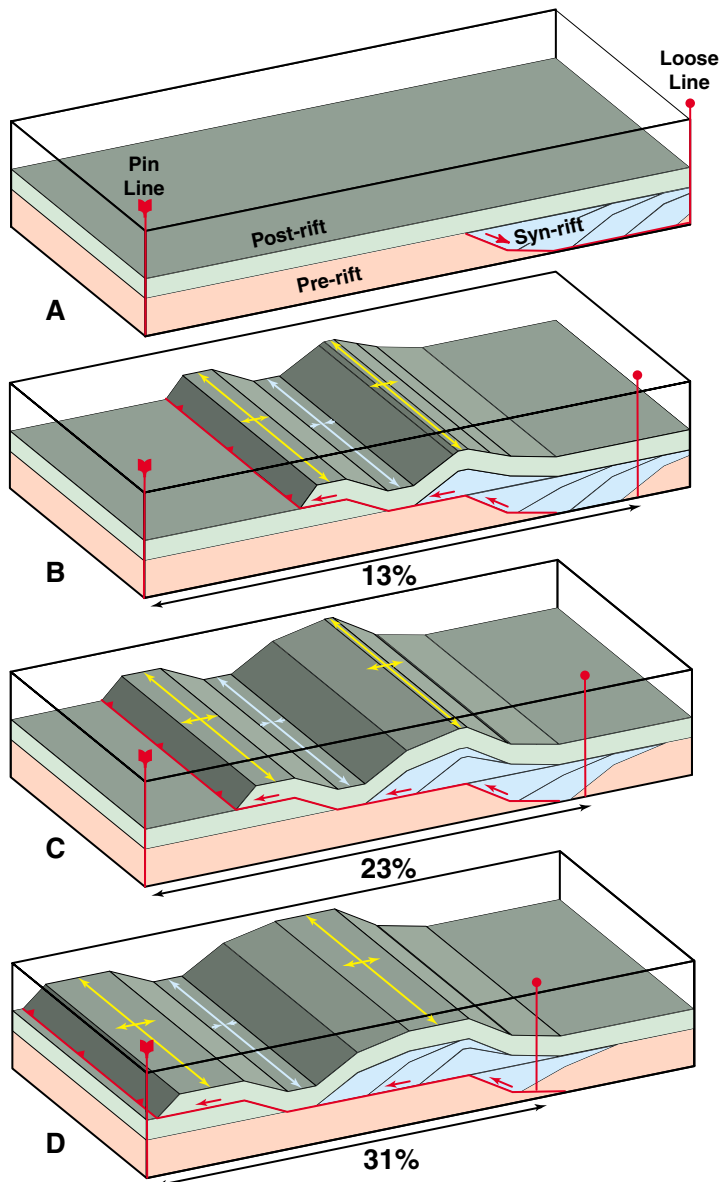 Loose
Line
Pin
Line
Post-rift
Syn-rift
Pre-rift
A
B
13%
C
23%
D
31%